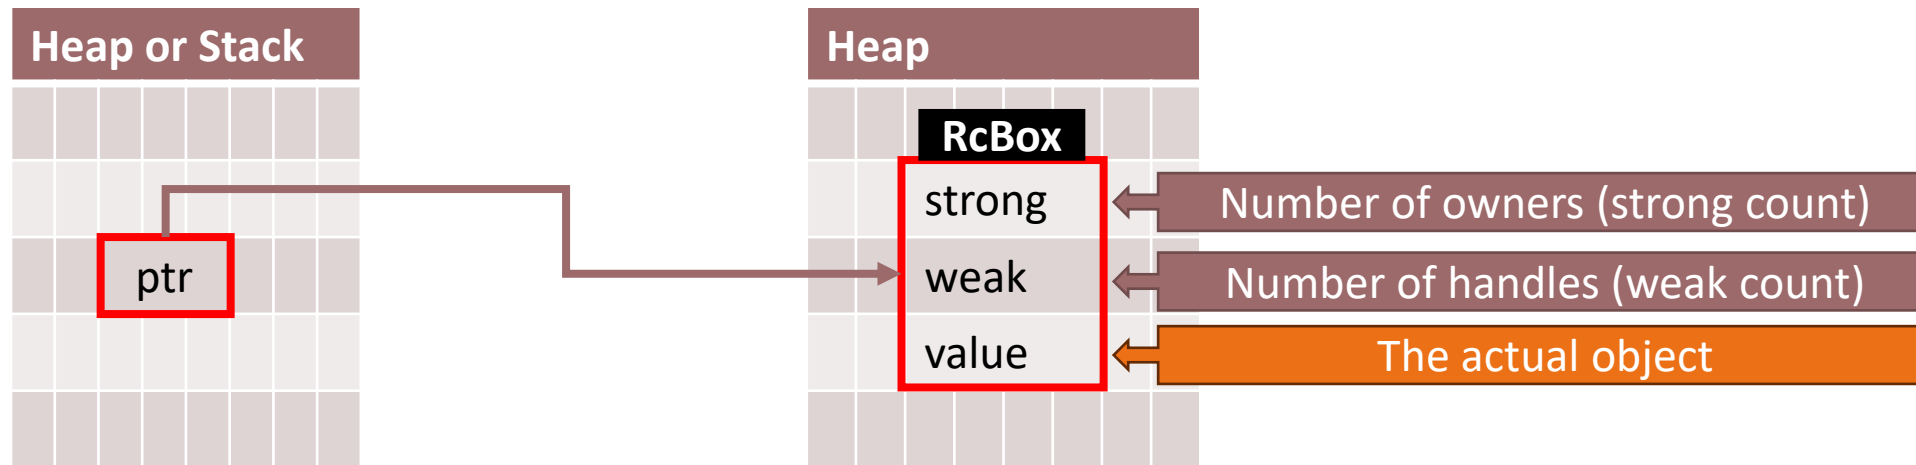 Heap or Stack
Heap
RcBox
strong
Number of owners (strong count)
ptr
weak
Number of handles (weak count)
value
The actual object